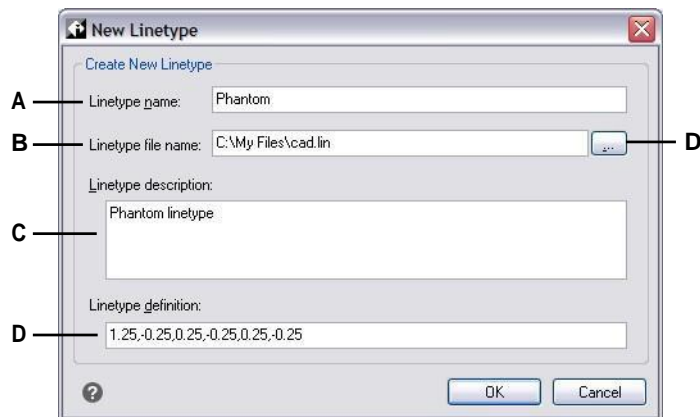 New Linetype
Create New Linetype
A Linetype name: Phantom
B Linetype file name: C:\My Files\cad.lin ... D
Linetype description:
C Phantom linetype
Linetype definition:
D 1.25,-0.25,0.25,-0.25,0.25,-0.25
? OK Cancel